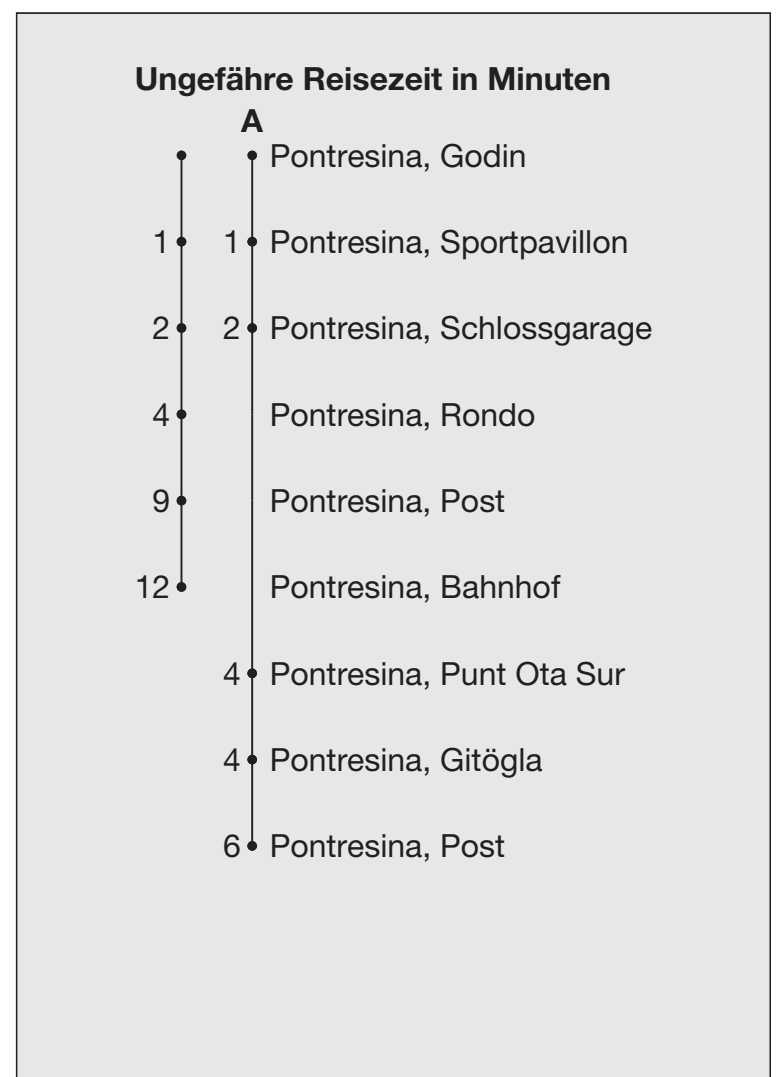 Ungefähre Reisezeit in Minuten
A
Pontresina, Godin
1 1 Pontresina, Sportpavillon
2 2 Pontresina, Schlossgarage
4 Pontresina, Rondo
9 Pontresina, Post
12 Pontresina, Bahnhof
4 Pontresina, Punt Ota Sur
4 Pontresina, Gitögla
6 Pontresina, Post